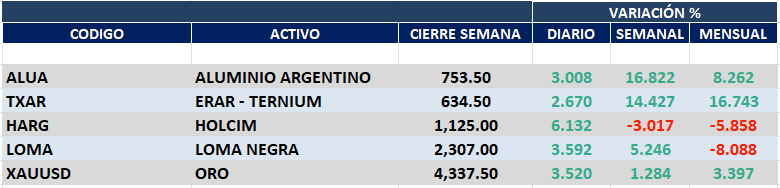 VARIACIÓN %
CODIGO ACTIVO CIERRE SEMANA DIARIO SEMANAL MENSUAL
ALUA ALUMINIO ARGENTINO 753.50 3.008 16.822 8.262
TXAR ERAR - TERNIUM 634.50 2.670 14.427 16.743
HARG HOLCIM 1,125.00 6.132 -3.017 -5.858
LOMA LOMA NEGRA 2,307.00 3.592 5.246 -8.088
XAUUSD ORO 4,337.50 3.520 1.284 3.397